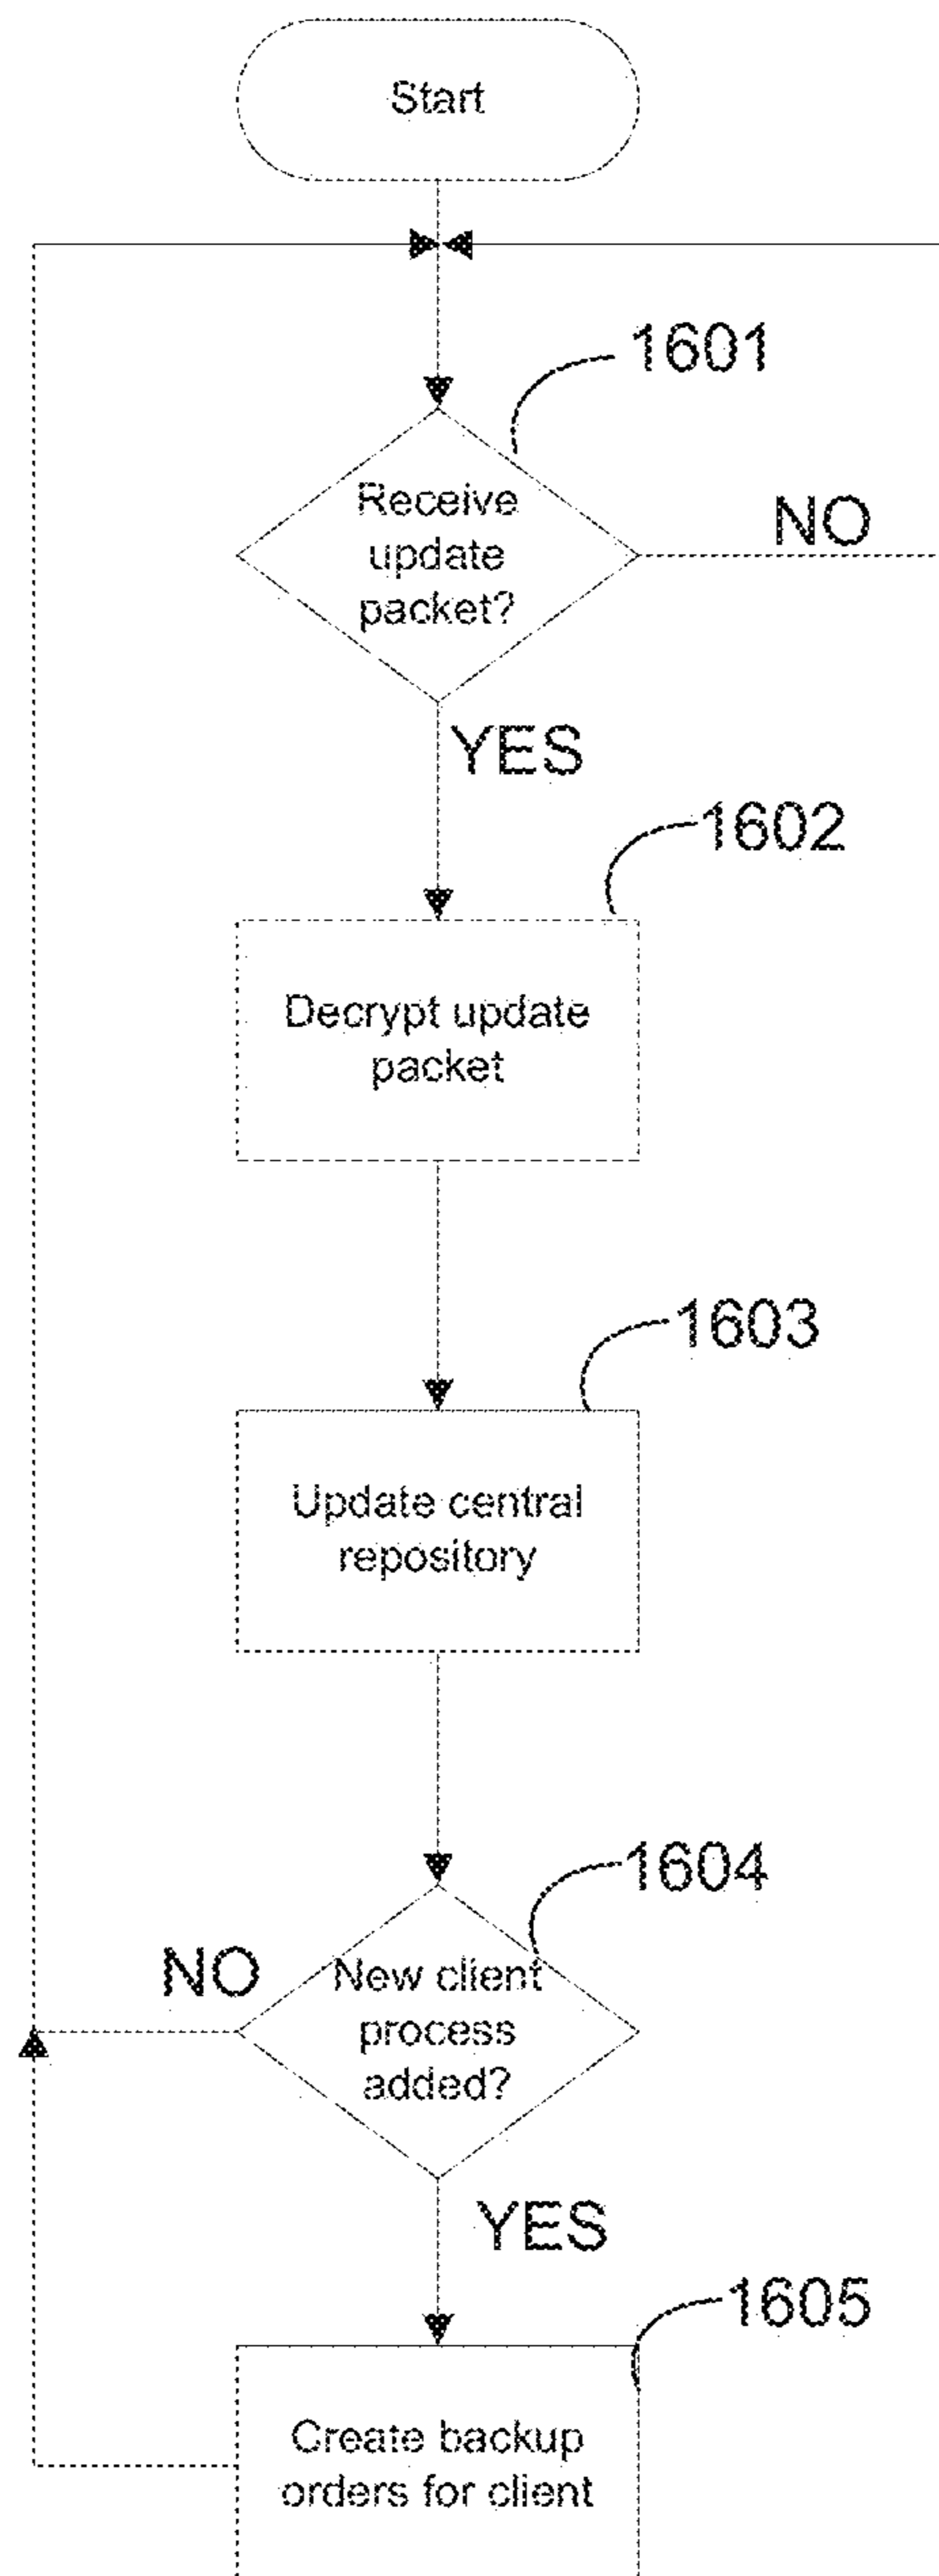 Start
1601
Receive
update
packet?
NO
YES
1602
Decrypt update
packet
1603
Update central
repository
1604
NO
New client
process
added?
YES
1605
Create backup
orders for client